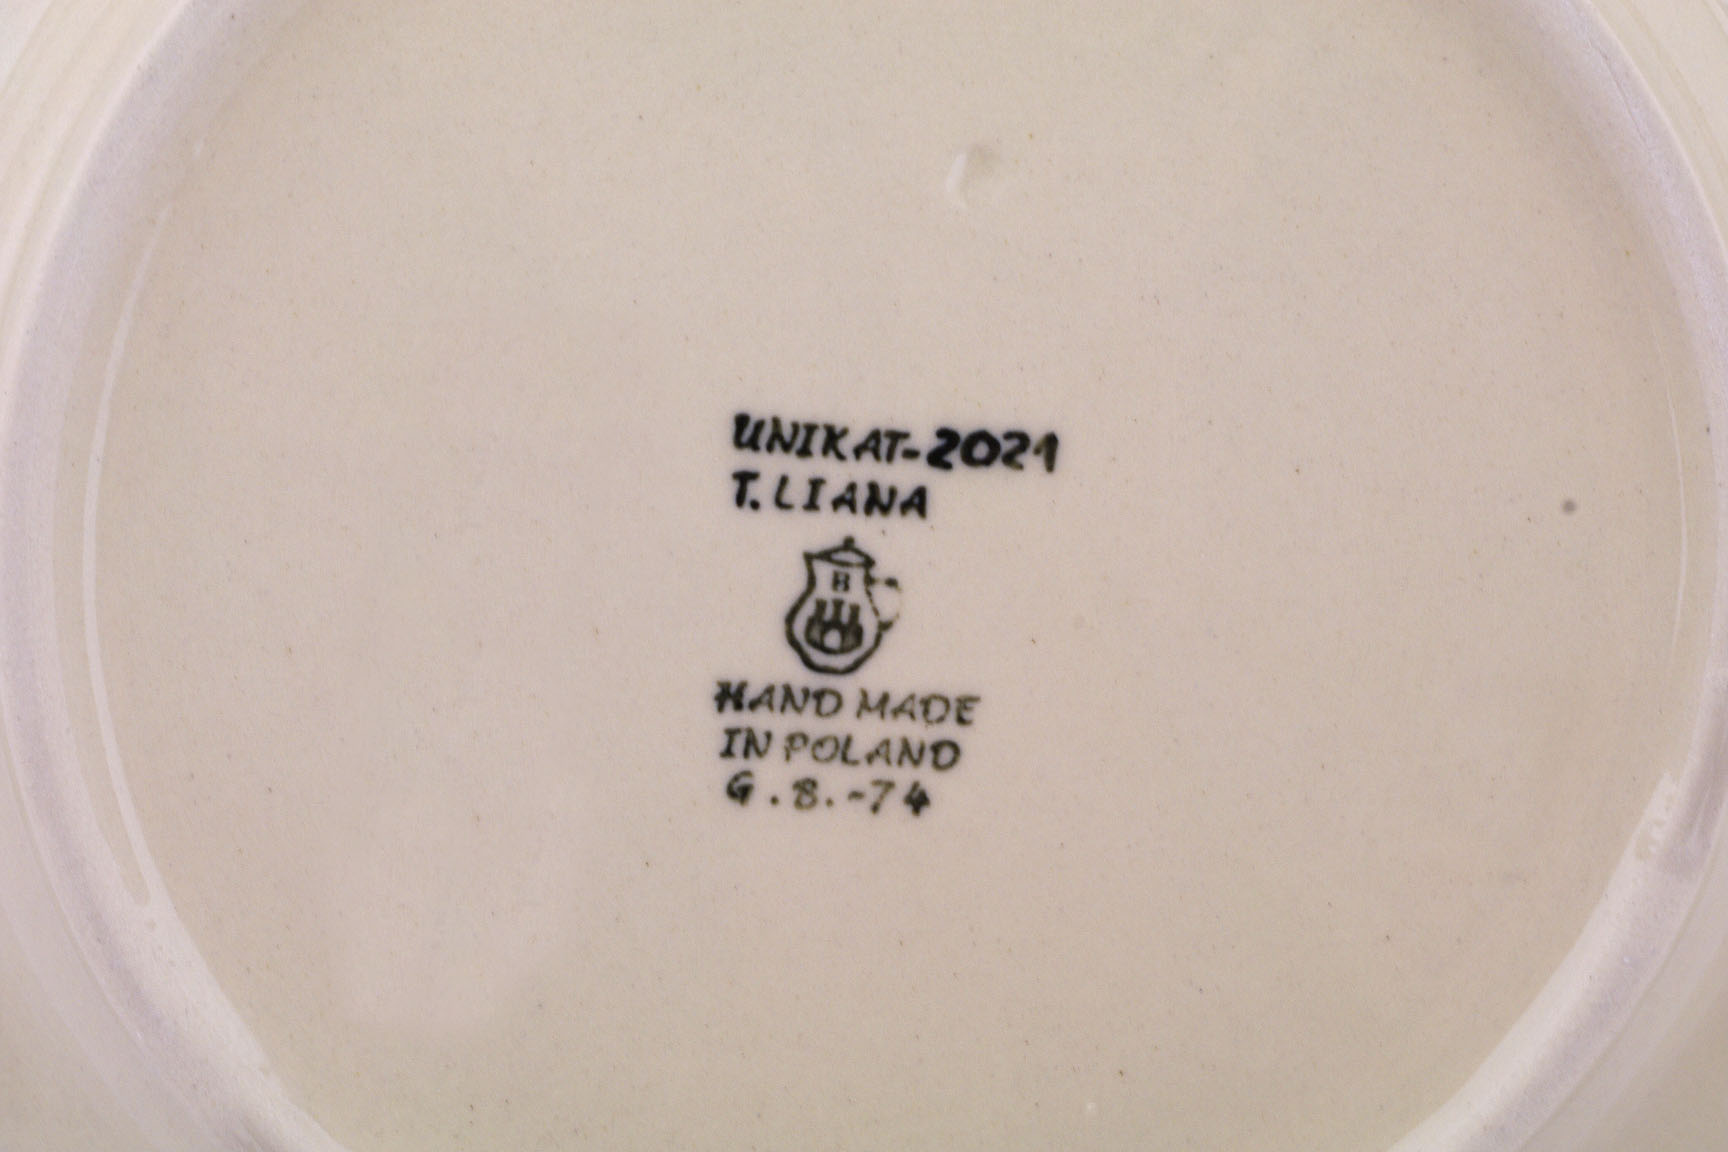 UNIKAT-2021
T. LIANA
B
HAND MADE
IN POLAND
G.8.-74